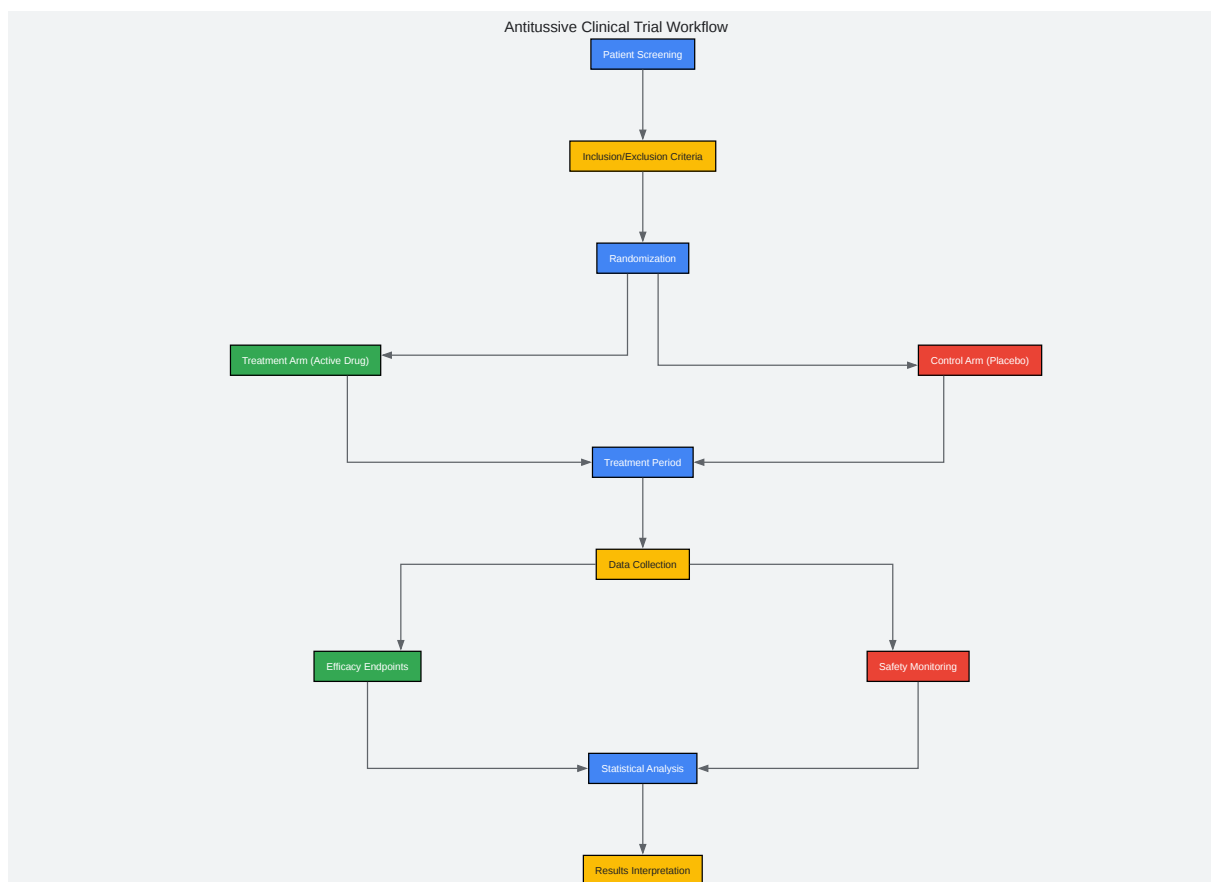 Antitussive Clinical Trial Workflow
Patient Screening
Inclusion/Exclusion Criteria
Randomization
Treatment Arm (Active Drug)
Control Arm (Placebo)
Treatment Period
Data Collection
Efficacy Endpoints
Safety Monitoring
Statistical Analysis
Results Interpretation